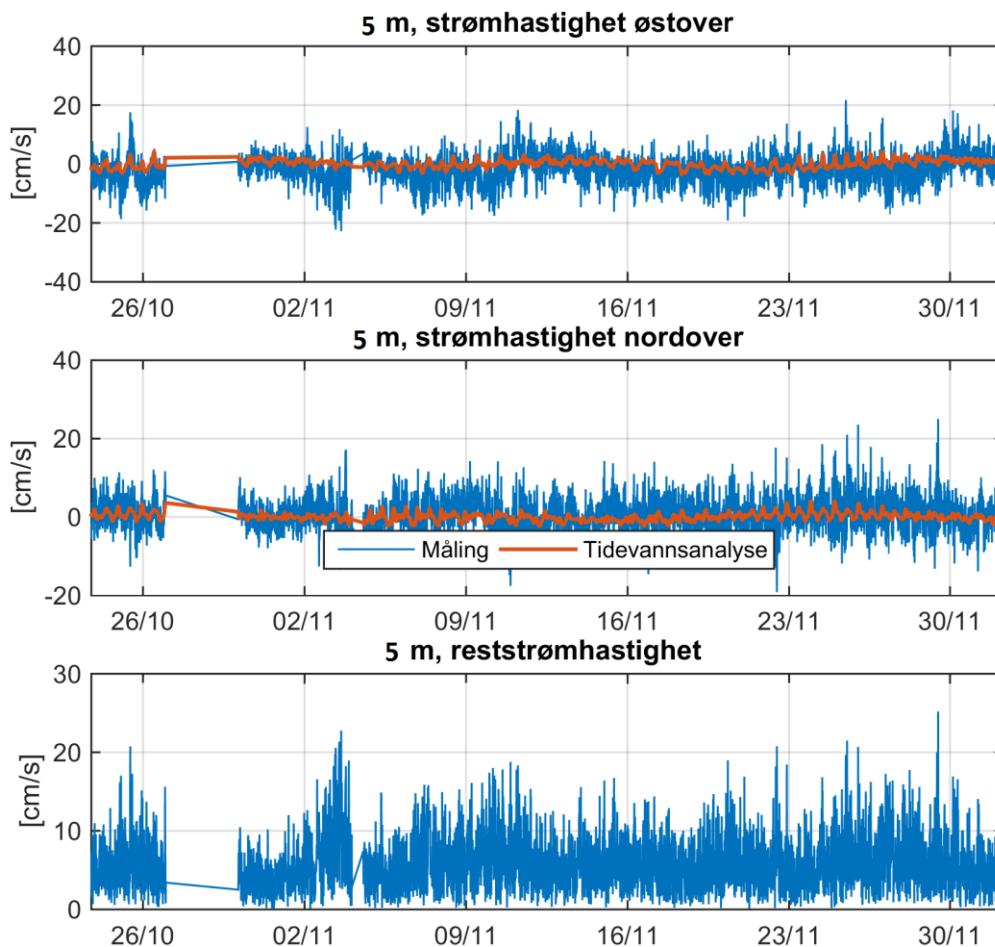 5 m, strømhastighet østover
40
20
0
-20
-40
[cm/s]
26/10 02/11 09/11 16/11 23/11 30/11
5 m, strømhastighet nordover
40
20
0
-20
[cm/s]
Måling Tidevannsanalyse
26/10 02/11 09/11 16/11 23/11 30/11
5 m, reststrømhastighet
30
20
10
0
[cm/s]
26/10 02/11 09/11 16/11 23/11 30/11